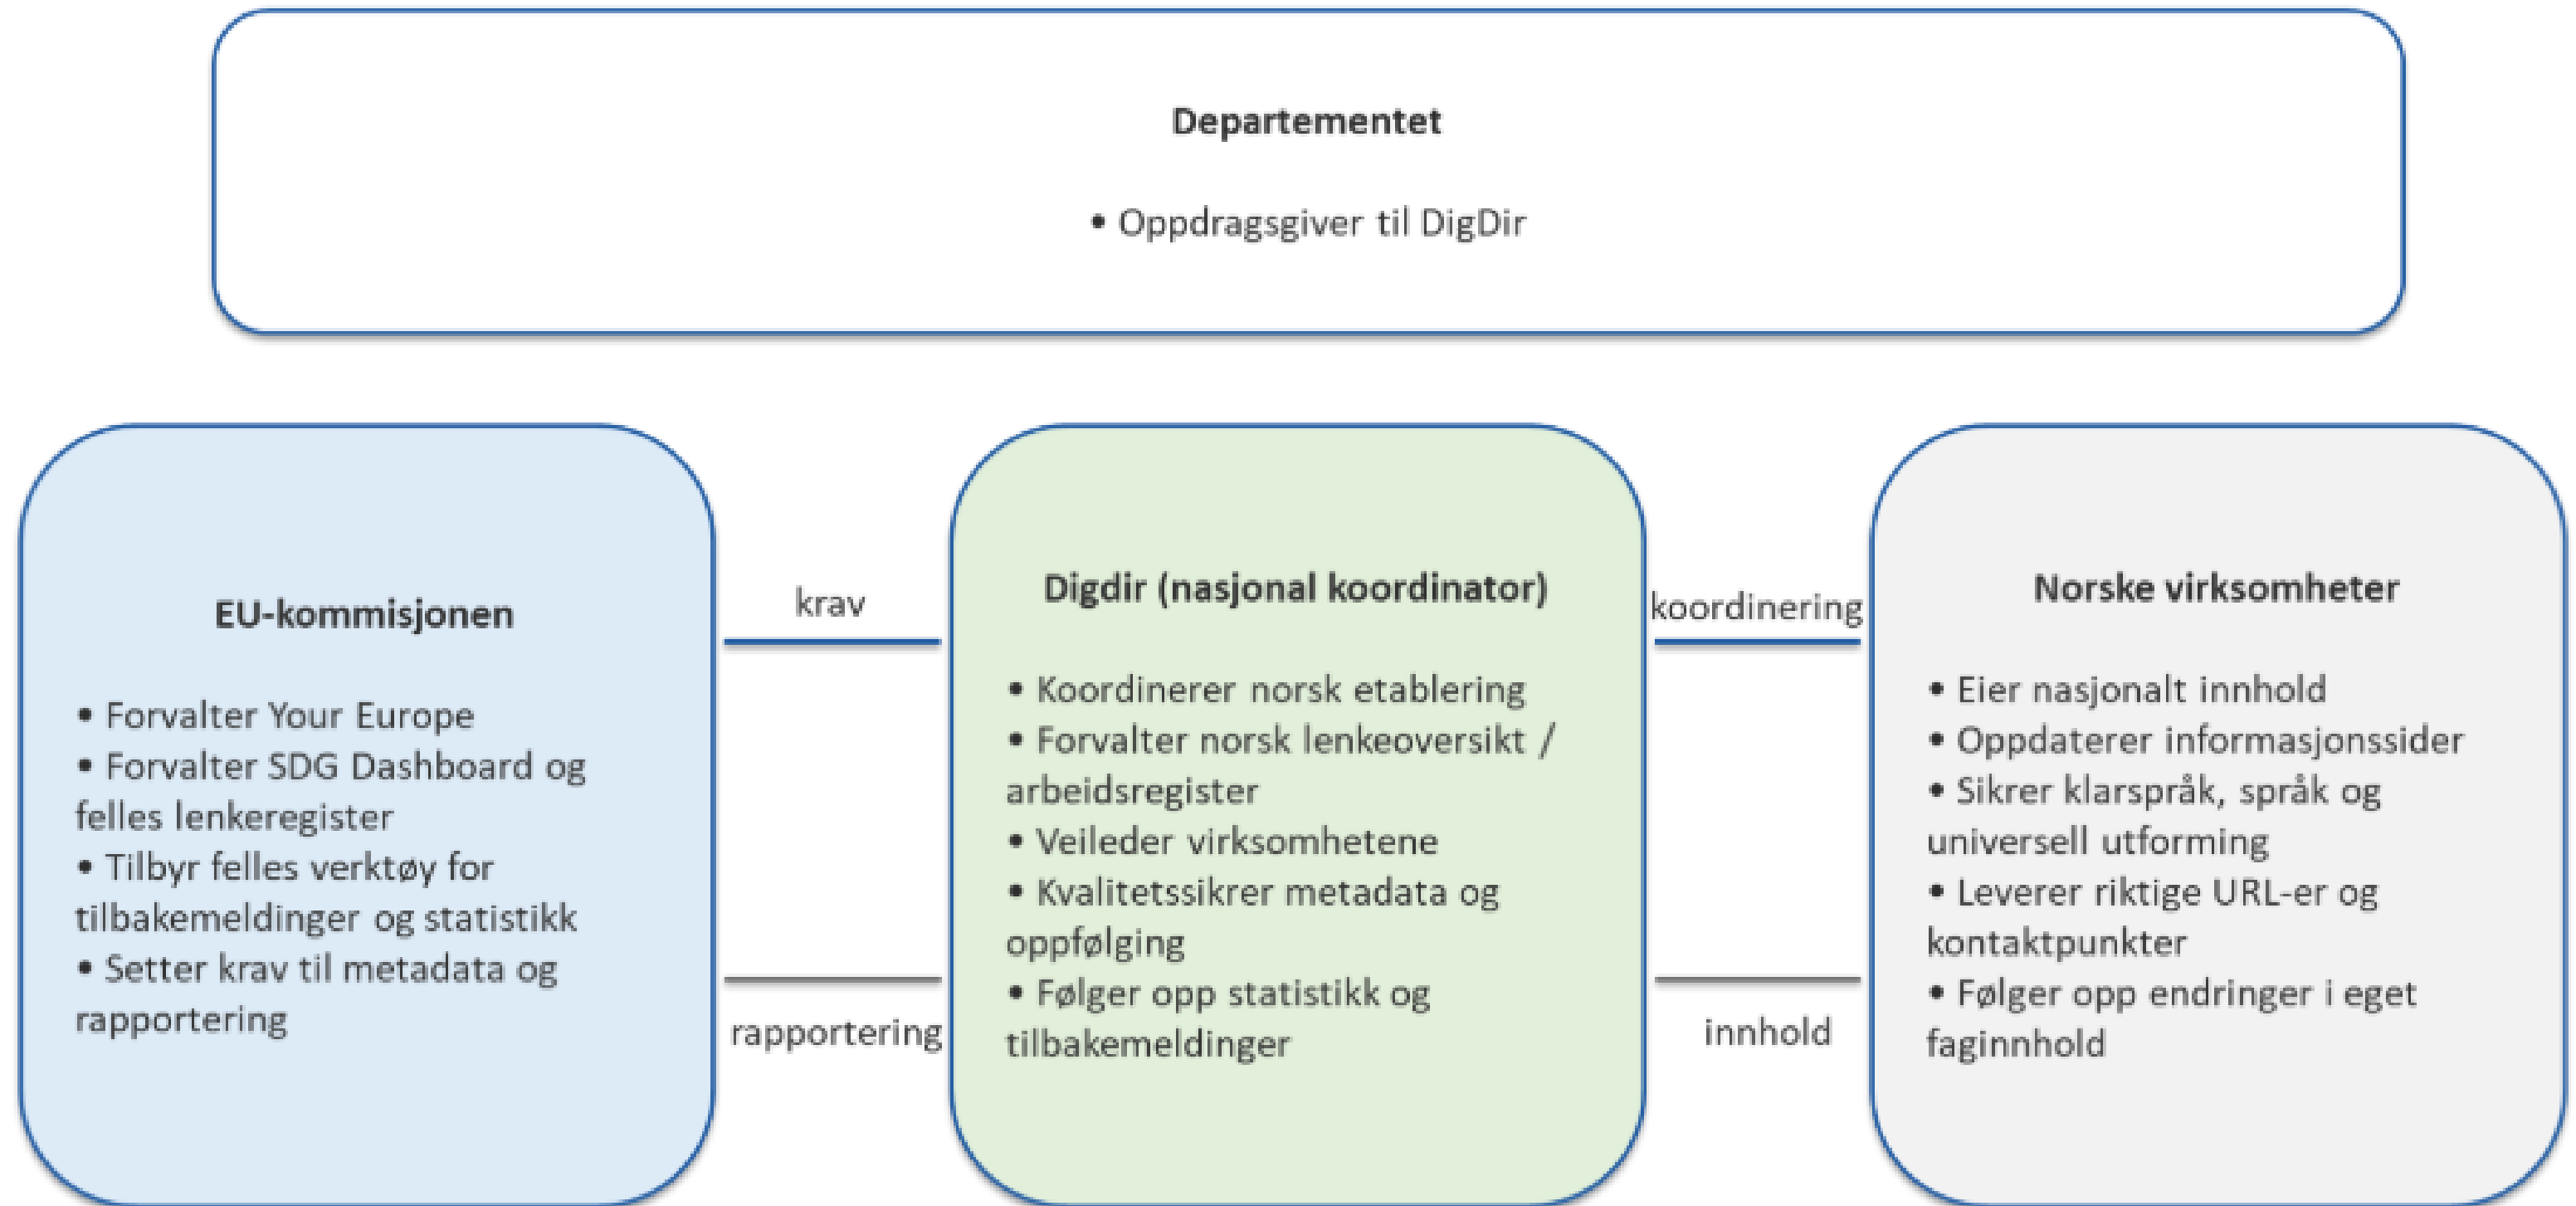 Departementet
• Oppdragsgiver til DigDir
EU-kommisjonen
• Forvalter Your Europe
• Forvalter SDG Dashboard og
felles lenkeregister
• Tilbyr felles verktøy for
tilbakemeldinger og statistikk
• Setter krav til metadata og
rapportering
krav
rapportering
Digdir (nasjonal koordinator)
• Koordinerer norsk etablering
• Forvalter norsk lenkeoversikt /
arbeidsregister
• Veileder virksomhetene
• Kvalitetssikrer metadata og
oppfølging
• Følger opp statistikk og
tilbakemeldinger
koordinering
innhold
Norske virksomheter
• Eier nasjonalt innhold
• Oppdaterer informasjonssider
• Sikrer klarspråk, språk og
universell utforming
• Leverer riktige URL-er og
kontaktpunkter
• Følger opp endringer i eget
faginnhold